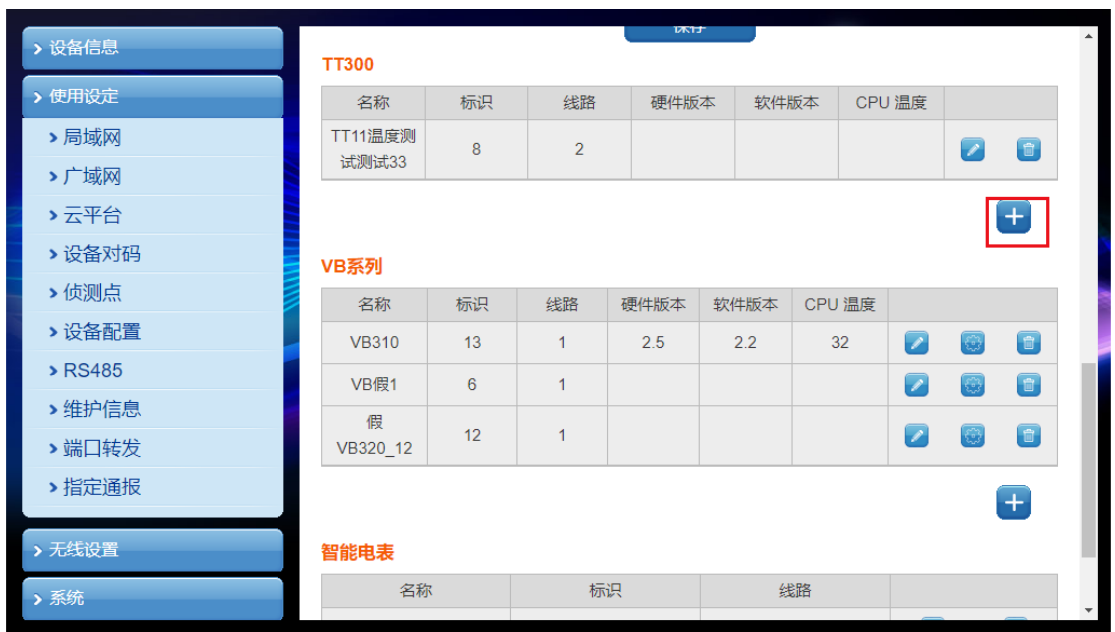 设备信息
使用设定
局域网
广域网
云平台
设备对码
侦测点
设备配置
RS485
维护信息
端口转发
指定通报
无线设置
系统
保存
TT300
名称 标识 线路 硬件版本 软件版本 CPU 温度
TT11温度测
试测试33 8 2
VB系列
名称 标识 线路 硬件版本 软件版本 CPU 温度
VB310 13 1 2.5 2.2 32
VB假1 6 1
假
VB320_12 12 1
智能电表
名称 标识 线路